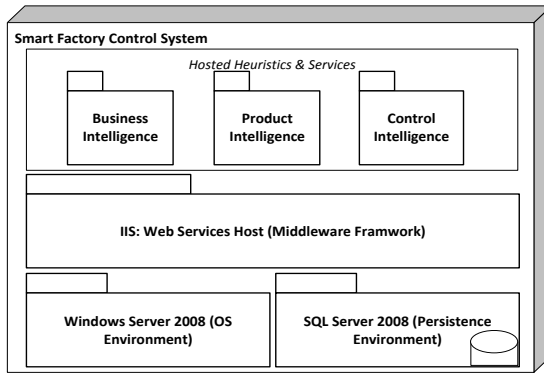 Smart Factory Control System
Hosted Heuristics & Services
Business
Intelligence
Product
Intelligence
Control
Intelligence
IIS: Web Services Host (Middleware Framwork)
Windows Server 2008 (OS
Environment)
SQL Server 2008 (Persistence
Environment)